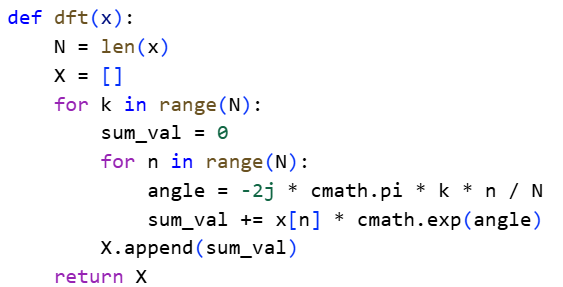 def dft(x):
    N = len(x)
    X = []
    for k in range(N):
        sum_val = 0
        for n in range(N):
            angle = -2j * cmath.pi * k * n / N
            sum_val += x[n] * cmath.exp(angle)
        X.append(sum_val)
    return X